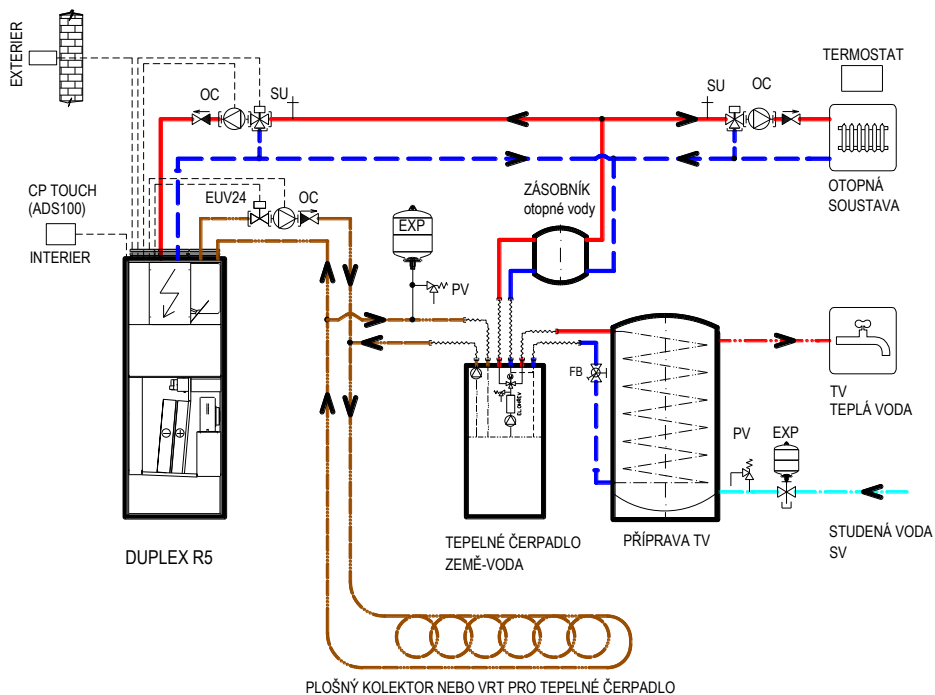 EXTERIER
TERMOSTAT
OC
SU
SU
OC
CP TOUCH
(ADS100)
INTERIER
EUV24
OC
EXP
PV
ZÁSOBNÍK
otopné vody
OTOPNÁ
SOUSTAVA
FB
EL.OHŘEV
TV
TEPLÁ VODA
PV
EXP
STUDENÁ VODA
SV
DUPLEX R5
TEPELNÉ ČERPADLO
ZEMĚ-VODA
PŘÍPRAVA TV
PLOŠNÝ KOLEKTOR NEBO VRT PRO TEPELNÉ ČERPADLO